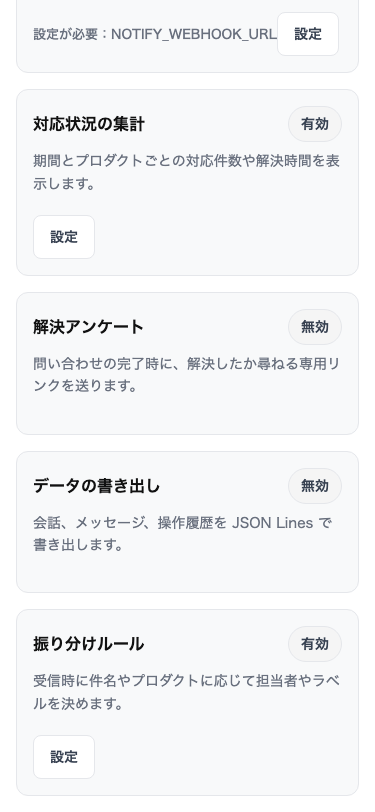 設定が必要：NOTIFY_WEBHOOK_URL 設定
対応状況の集計 有効
期間とプロダクトごとの対応件数や解決時間を表
示します。
設定
解決アンケート 無効
問い合わせの完了時に、解決したか尋ねる専用リ
ンクを送ります。
データの書き出し 無効
会話、メッセージ、操作履歴を JSON Lines で
書き出します。
振り分けルール 有効
受信時に件名やプロダクトに応じて担当者やラベ
ルを決めます。
設定